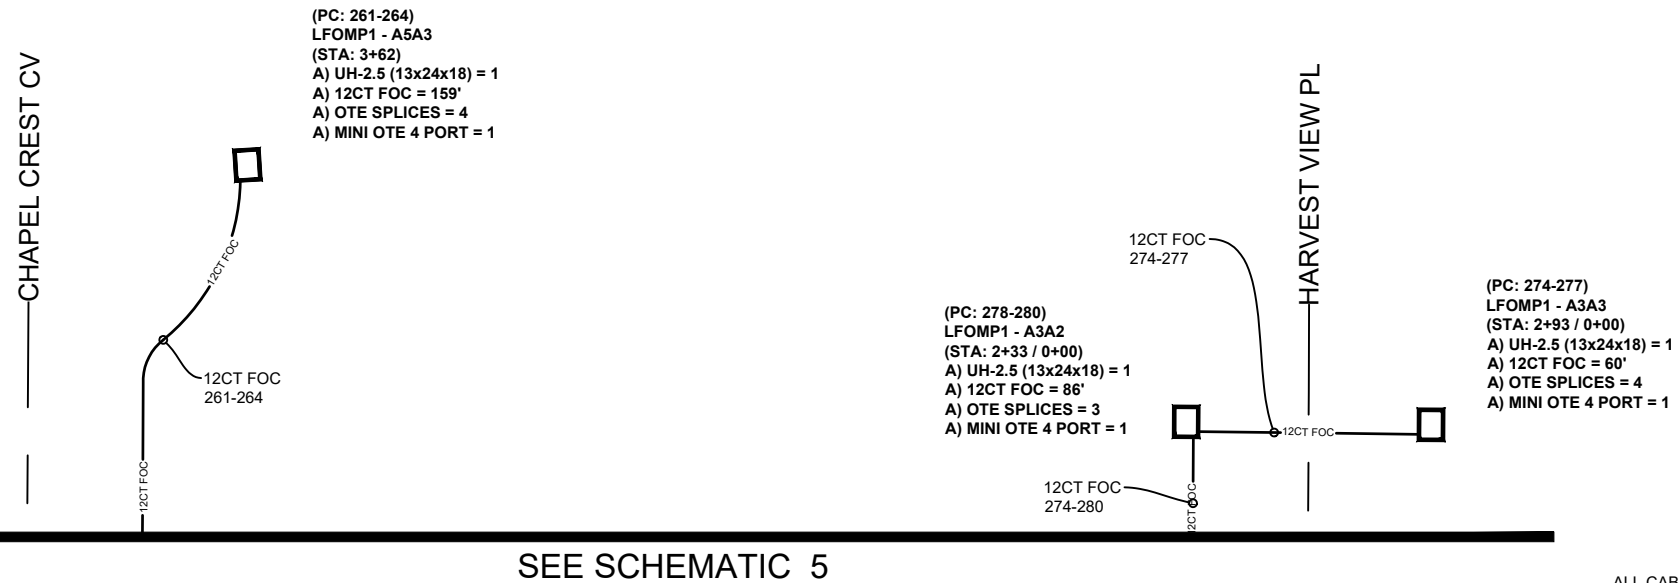 (PC: 261-264)
LFOMP1 - A5A3
(STA: 3+62)
A) UH-2.5 (13x24x18) = 1
A) 12CT FOC = 159'
A) OTE SPLICES = 4
A) MINI OTE 4 PORT = 1
CHAPEL CREST CV
12CT FOC
12CT FOC
261-264
12CT FOC
HARVEST VIEW PL
12CT FOC
274-277
(PC: 278-280)
LFOMP1 - A3A2
(STA: 2+33 / 0+00)
A) UH-2.5 (13x24x18) = 1
A) 12CT FOC = 86'
A) OTE SPLICES = 3
A) MINI OTE 4 PORT = 1
(PC: 274-277)
LFOMP1 - A3A3
(STA: 2+93 / 0+00)
A) UH-2.5 (13x24x18) = 1
A) 12CT FOC = 60'
A) OTE SPLICES = 4
A) MINI OTE 4 PORT = 1
12CT FOC
12CT FOC
274-280
12CT FOC
SEE SCHEMATIC 5